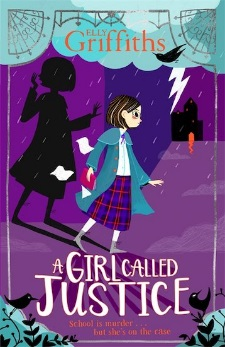 ELLY
Griffiths
A GIRL CALLED
JUSTICE
School is murder . . .
but she's on the case